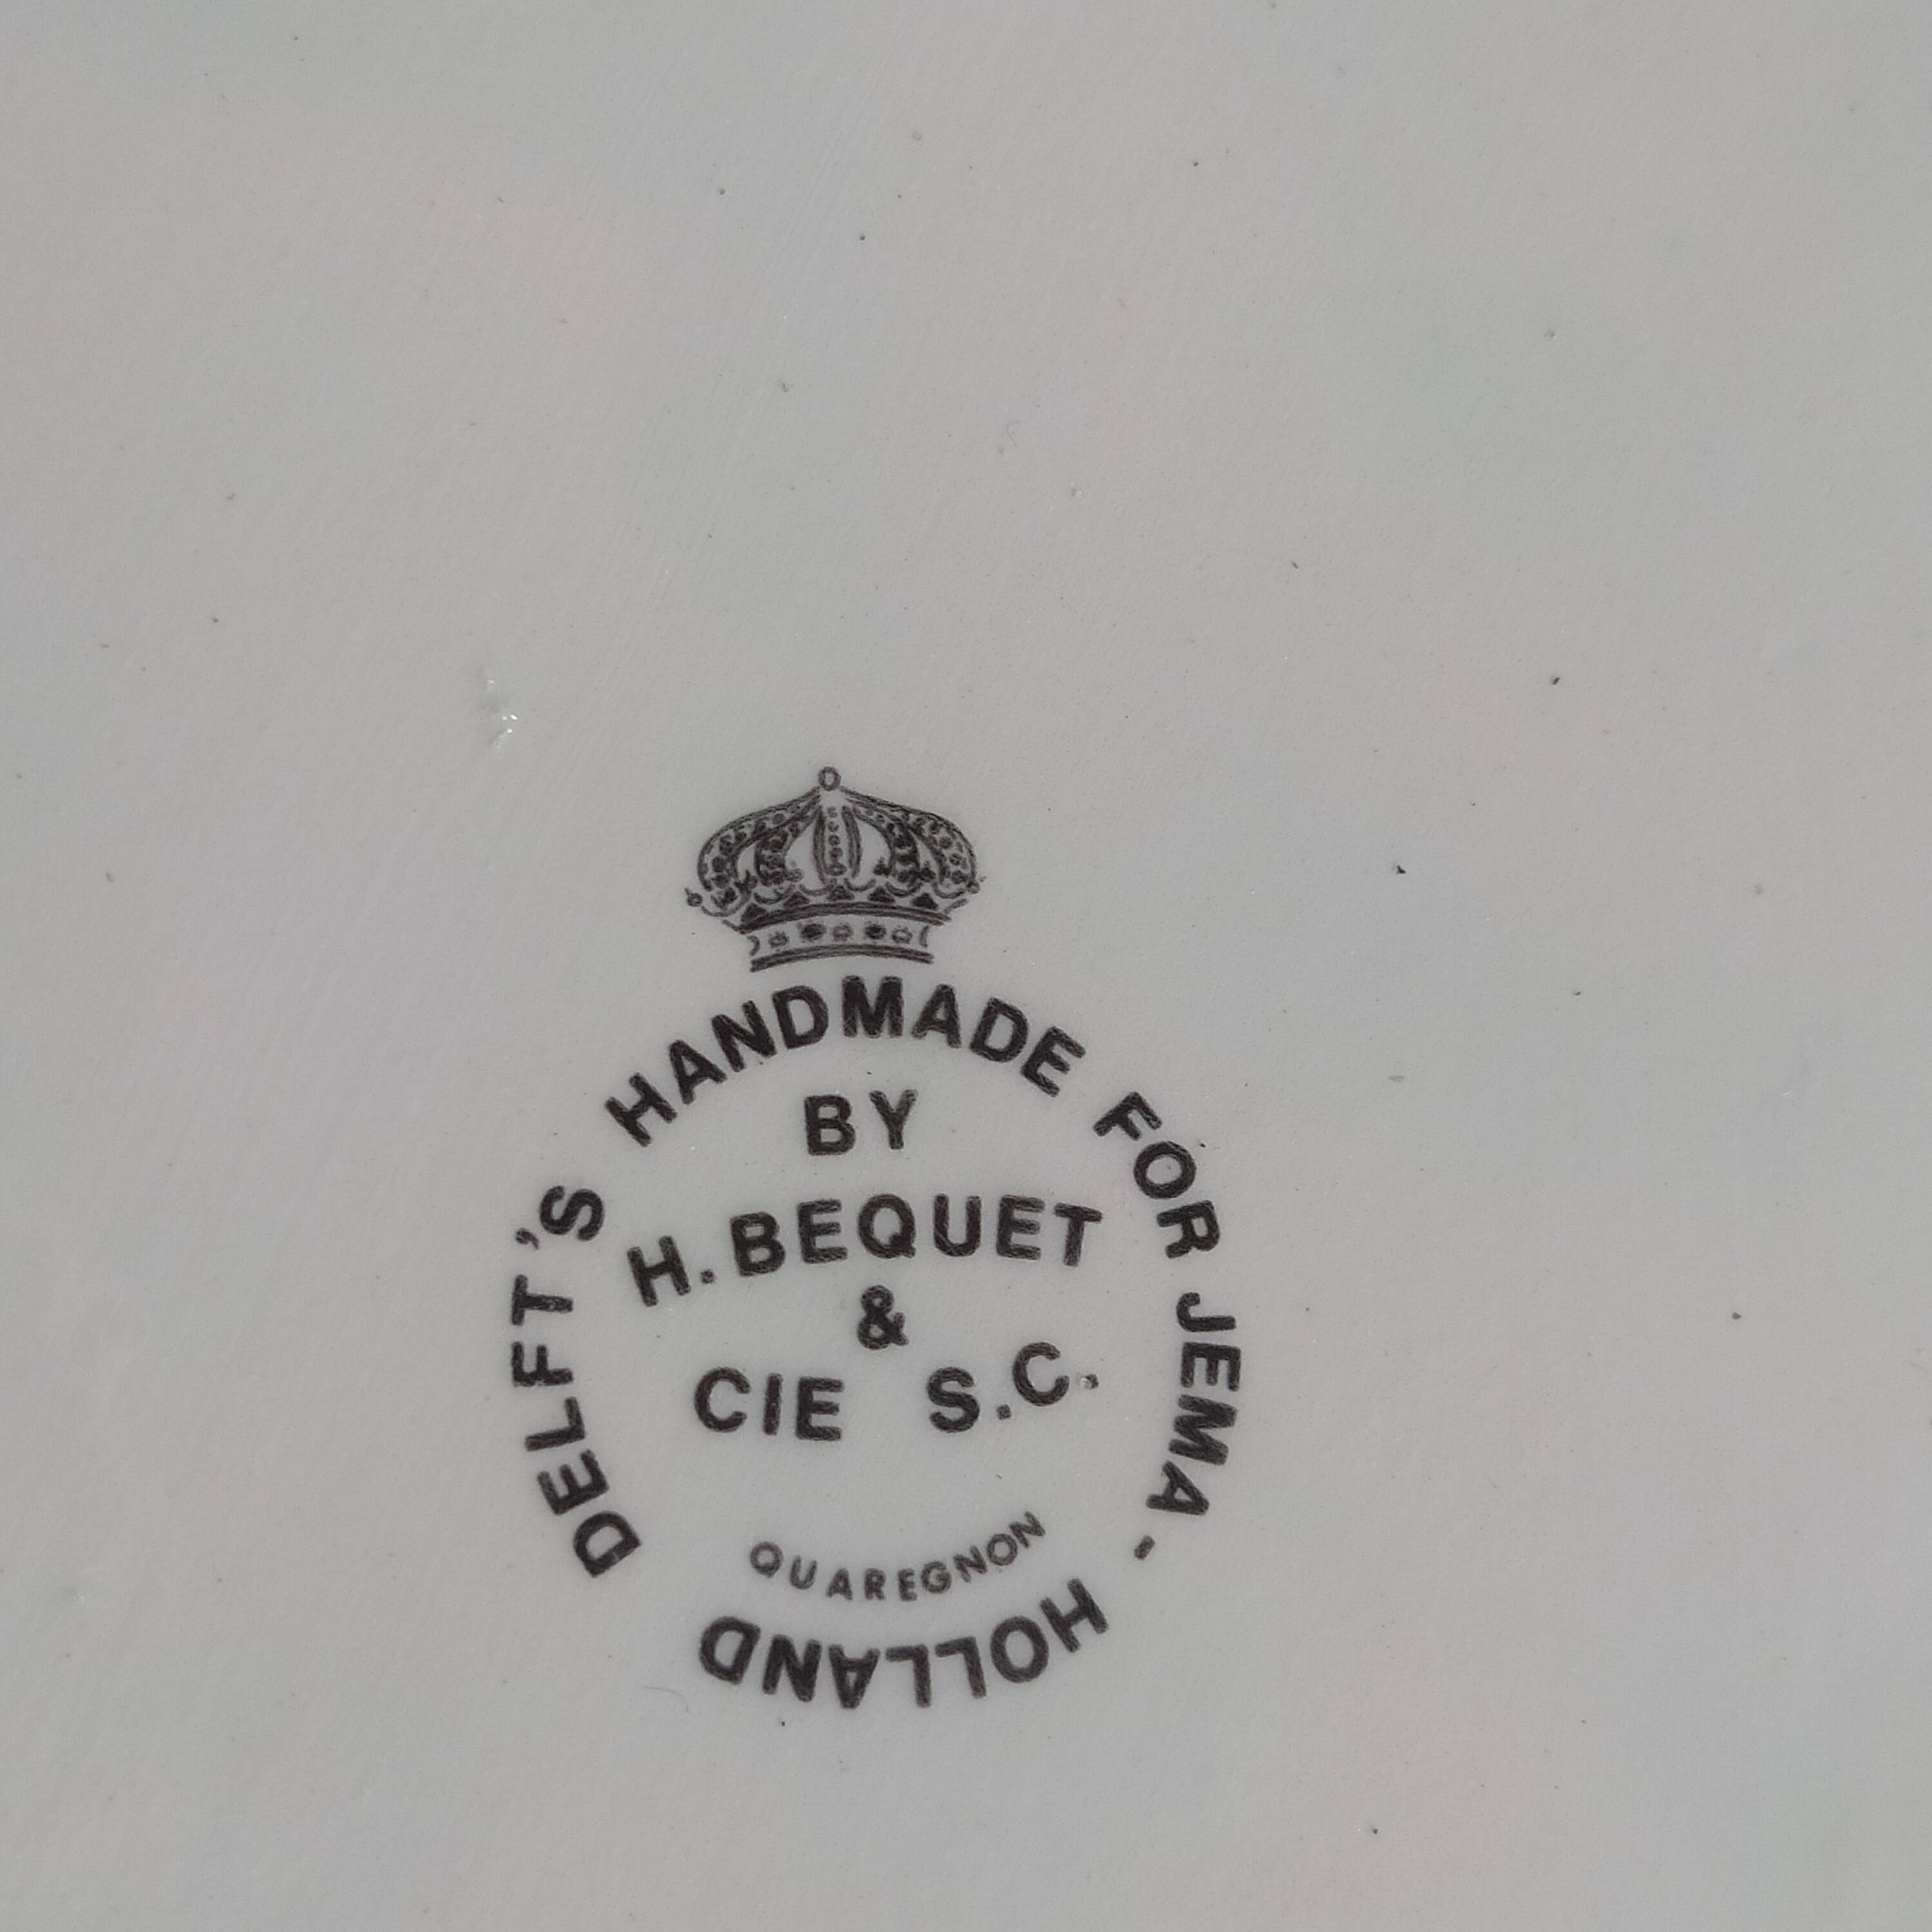 DELFT'S HANDMADE FOR JEMA - HOLLAND
BY
H. BEQUET
&
CIE S.C.
QUAREGNON